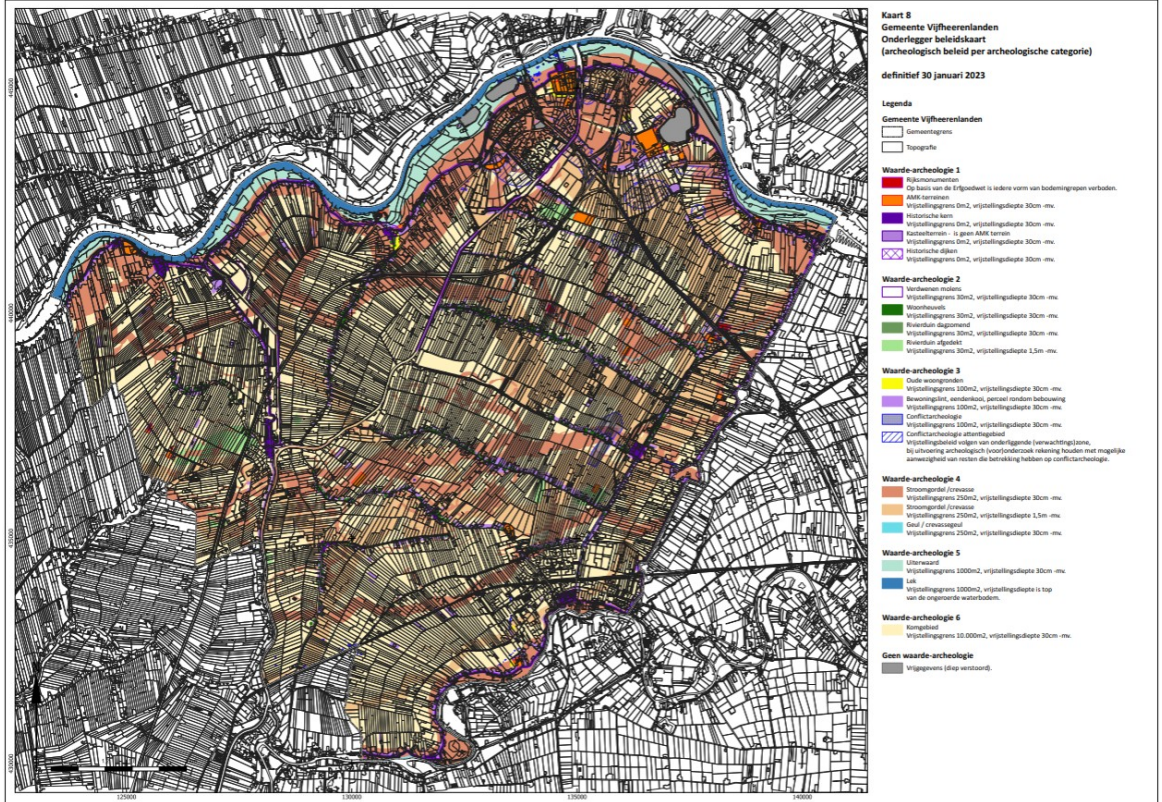 Kaart 8
Gemeente Vijfheerenlanden
Onderlegger beleidskaart
(archeologisch beleid per archeologische categorie)
definitief 30 januari 2023
Legenda
Gemeente Vijfheerenlanden
Gemeentegrens
Topografie
Waarde-archeologie 1
Rijksmonumenten
Op basis van de Erfgoedwet is iedere vorm van bodemingrepen verboden.
AMK-terreinen
Vrijstellingsgrens 0m2, vrijstellingsdiepte 30cm -mv.
Historische kern
Vrijstellingsgrens 0m2, vrijstellingsdiepte 30cm -mv.
Kasteelterrein - is geen AMK terrein
Vrijstellingsgrens 0m2, vrijstellingsdiepte 30cm -mv.
Historische dijken
Vrijstellingsgrens 0m2, vrijstellingsdiepte 30cm -mv.
Waarde-archeologie 2
Verdwenen molens
Vrijstellingsgrens 30m2, vrijstellingsdiepte 30cm -mv.
Woonheuvels
Vrijstellingsgrens 30m2, vrijstellingsdiepte 30cm -mv.
Rivierduin dagzomend
Vrijstellingsgrens 30m2, vrijstellingsdiepte 30cm -mv.
Rivierduin afgedekt
Vrijstellingsgrens 30m2, vrijstellingsdiepte 1,5m -mv.
Waarde-archeologie 3
Oude woongronden
Vrijstellingsgrens 100m2, vrijstellingsdiepte 30cm -mv.
Bewoningslint, eendenkooi, perceel rondom bebouwing
Vrijstellingsgrens 100m2, vrijstellingsdiepte 30cm -mv.
Conflictarcheologie
Vrijstellingsgrens 100m2, vrijstellingsdiepte 30cm -mv.
Conflictarcheologie attentiegebied
Vrijstellingsbeleid volgen van onderliggende (verwachtings)zone,
bij uitvoering archeologisch (voor)onderzoek rekening houden met mogelijke
aanwezigheid van resten die betrekking hebben op conflictarcheologie.
Waarde-archeologie 4
Stroomgordel /crevasse
Vrijstellingsgrens 250m2, vrijstellingsdiepte 30cm -mv.
Stroomgordel /crevasse
Vrijstellingsgrens 250m2, vrijstellingsdiepte 1,5m -mv.
Geul / crevassegeul
Vrijstellingsgrens 250m2, vrijstellingsdiepte 30cm -mv.
Waarde-archeologie 5
Uiterwaard
Vrijstellingsgrens 1000m2, vrijstellingsdiepte 30cm -mv.
Lek
Vrijstellingsgrens 1000m2, vrijstellingsdiepte is top
van de ongeroerde waterbodem.
Waarde-archeologie 6
Komgebied
Vrijstellingsgrens 10.000m2, vrijstellingsdiepte 30cm -mv.
Geen waarde-archeologie
Vrijgegevens (diep verstoord).
445000
440000
435000
430000
125000
130000
135000
140000